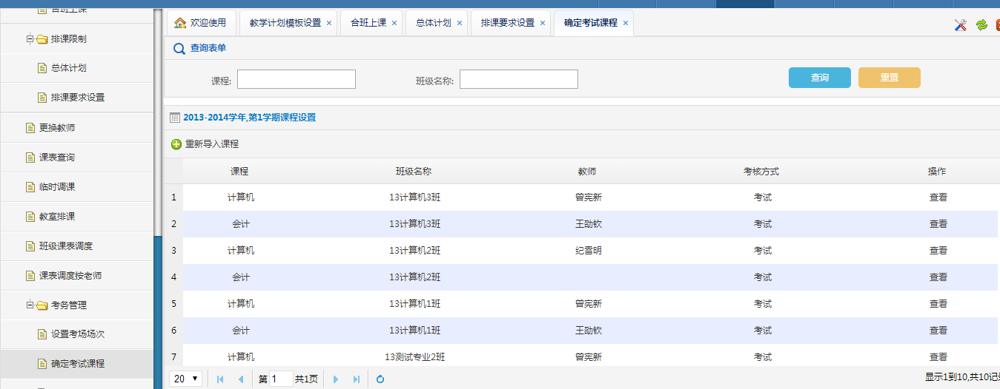 合班上课
排课限制
总体计划
排课要求设置
更换教师
课表查询
临时调课
教室排课
班级课表调度
课表调度按老师
考务管理
设置考场场次
确定考试课程
欢迎使用 教学计划模板设置 × 合班上课 × 总体计划 × 排课要求设置 × 确定考试课程 ×
查询表单
课程: 班级名称: 查询 重置
2013-2014学年,第1学期课程设置
重新导入课程
课程 班级名称 教师 考核方式 操作
1 计算机 13计算机3班 曾宪新 考试 查看
2 会计 13计算机3班 王劭钦 考试 查看
3 计算机 13计算机2班 纪雪明 考试 查看
4 会计 13计算机2班 考试 查看
5 计算机 13计算机1班 曾宪新 考试 查看
6 会计 13计算机1班 王劭钦 考试 查看
7 计算机 13测试专业2班 曾宪新 考试 查看
20 第 1 共1页 显示1到10,共10记